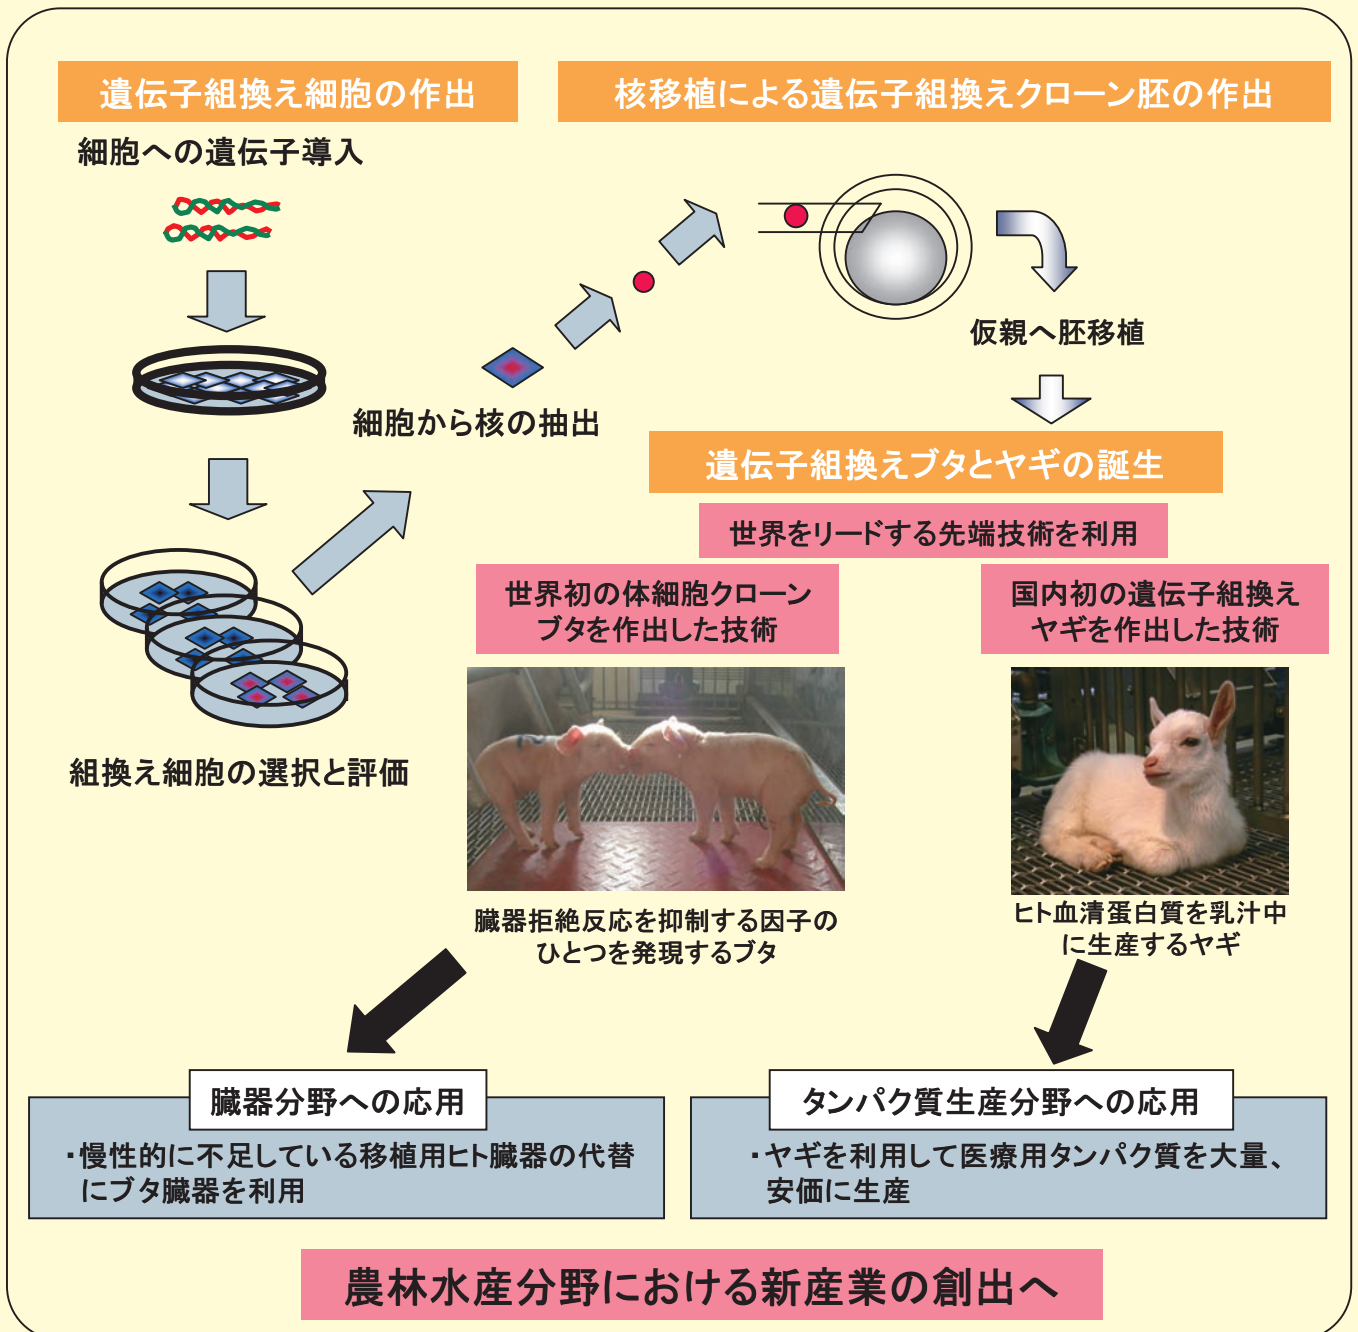 遺伝子組換え細胞の作出
細胞への遺伝子導入
組換え細胞の選択と評価
細胞から核の抽出
核移植による遺伝子組換えクローン胚の作出
仮親へ胚移植
遺伝子組換えブタとヤギの誕生
世界をリードする先端技術を利用
世界初の体細胞クローン
ブタを作出した技術
臓器拒絶反応を抑制する因子の
ひとつを発現するブタ
国内初の遺伝子組換え
ヤギを作出した技術
ヒト血清蛋白質を乳汁中
に生産するヤギ
臓器分野への応用
・慢性的に不足している移植用ヒト臓器の代替
にブタ臓器を利用
タンパク質生産分野への応用
・ヤギを利用して医療用タンパク質を大量、
安価に生産
農林水産分野における新産業の創出へ